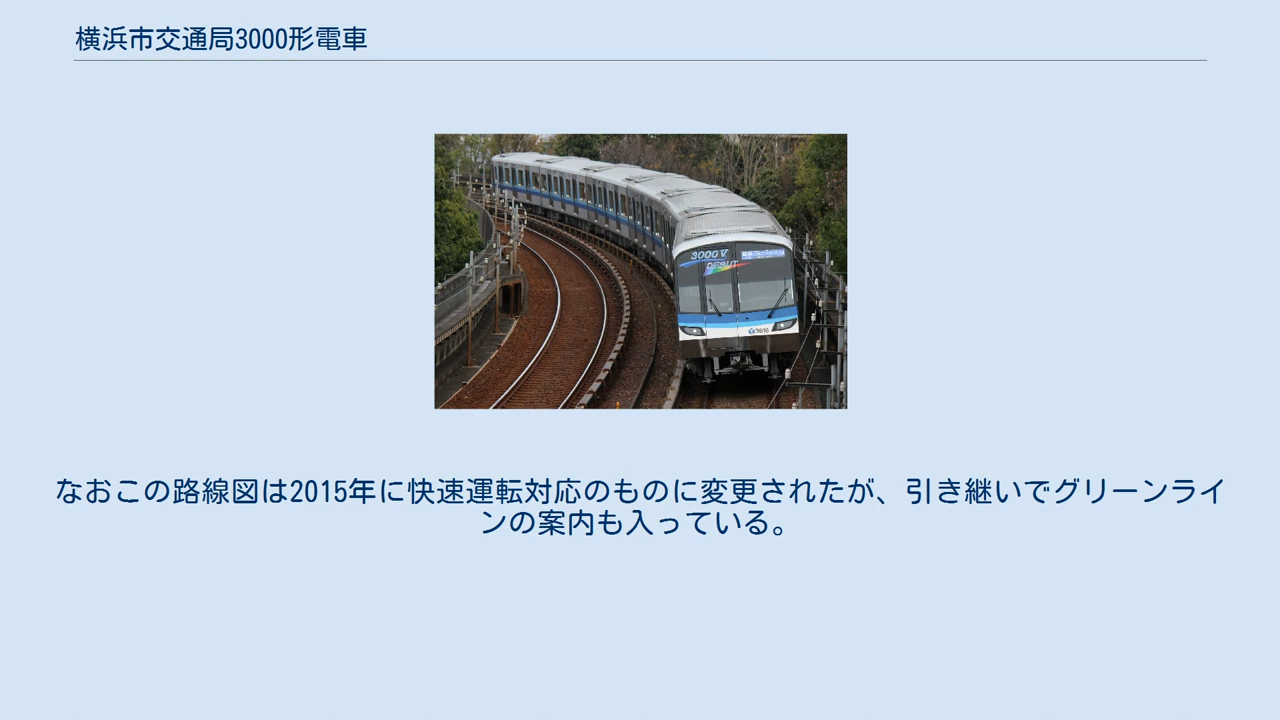 横浜市交通局3000形電車
3000V
DEBUT
なおこの路線図は2015年に快速運転対応のものに変更されたが、引き継いでグリーンライ
ンの案内も入っている。